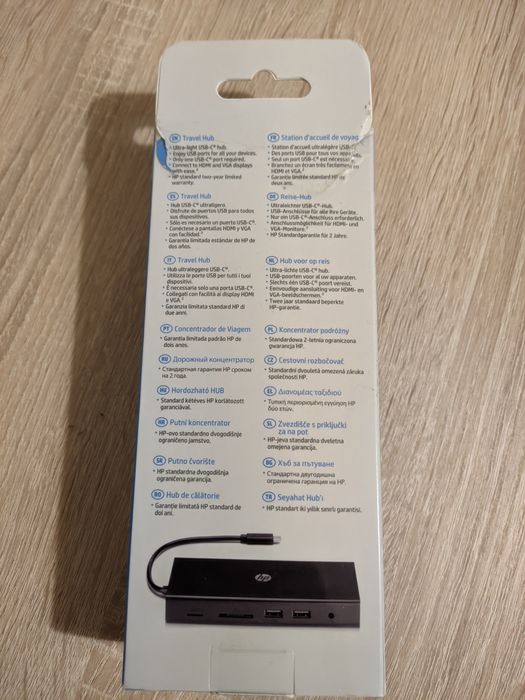 EN Travel Hub
• Ultra-light USB-C® hub.
• Enjoy USB ports for all your devices.
• Only one USB-C® port required.
• Connect to HDMI and VGA displays
with ease.²
• HP standard two-year limited
warranty.
ES Travel Hub
• Hub USB-C® ultraligero.
• Disfrute de puertos USB para todos
sus dispositivos.
• Sólo es necesario un puerto USB-C®.
• Conéctese a pantallas HDMI y VGA
con facilidad.²
• Garantía limitada estándar de HP de
dos años.
IT Travel Hub
• Hub ultraleggero USB-C®.
• Utilizza le porte USB per tutti i tuoi
dispositivi.
• È necessaria solo una porta USB-C®.
• Collegati con facilità ai display HDMI
e VGA.²
• Garanzia limitata standard HP di
due anni.
PT Concentrador de Viagem
• Garantia limitada padrão HP de
dois anos.
RU Дорожный концентратор
• Стандартная гарантия HP сроком
на 2 года.
HU Hordozható HUB
• Standard kétéves HP korlátozott
garanciával.
HR Putni koncentrator
• HP-ovo standardno dvogodišnje
ograničeno jamstvo.
SR Putno čvorište
• HP standardna dvogodišnja
ograničena garancija.
RO Hub de călătorie
• Garanție limitată HP standard de
doi ani.
FR Station d'accueil de voyag
• Station d'accueil ultralégère USB-C
• Des ports USB pour tous vos
• Seul un port USB-C® est nécessai
• Branchez un écran très facilement en
HDMI et VGA.²
• Garantie limitée standard HP de
deux ans.
DE Reise-Hub
• Ultraleichter USB-C®-Hub.
• USB-Anschlüsse für alle Ihre Geräte.
• Nur ein USB-C®-Anschluss erforderlich.
• Anschlussmöglichkeit für HDMI- und
VGA-Monitore.²
• HP Standardgarantie für 2 Jahre.
NL Hub voor op reis
• Ultra-lichte USB-C® hub.
• USB-poorten voor al uw apparaten.
• Slechts één USB-C® poort vereist.
• Eenvoudige aansluiting voor HDMI- en
VGA-beeldschermen.²
• Twee jaar standaard beperkte
HP-garantie.
PL Koncentrator podróżny
• Standardowa 2-letnia ograniczona
gwarancja HP.
CZ Cestovní rozbočovač
• Standardní dvouletá omezená záruka
společnosti HP.
EL Διανομέας ταξιδιού
• Τυπική περιορισμένη εγγύηση HP
δύο ετών.
SL Zvezdišče s priključki
za na pot
• HP-jeva standardna dveletna
omejena garancija.
BG Хъб за пътуване
• Стандартна двугодишна
ограничена гаранция на HP.
TR Seyahat Hub'ı
• HP standart iki yıllık sınırlı garantisi.
hp